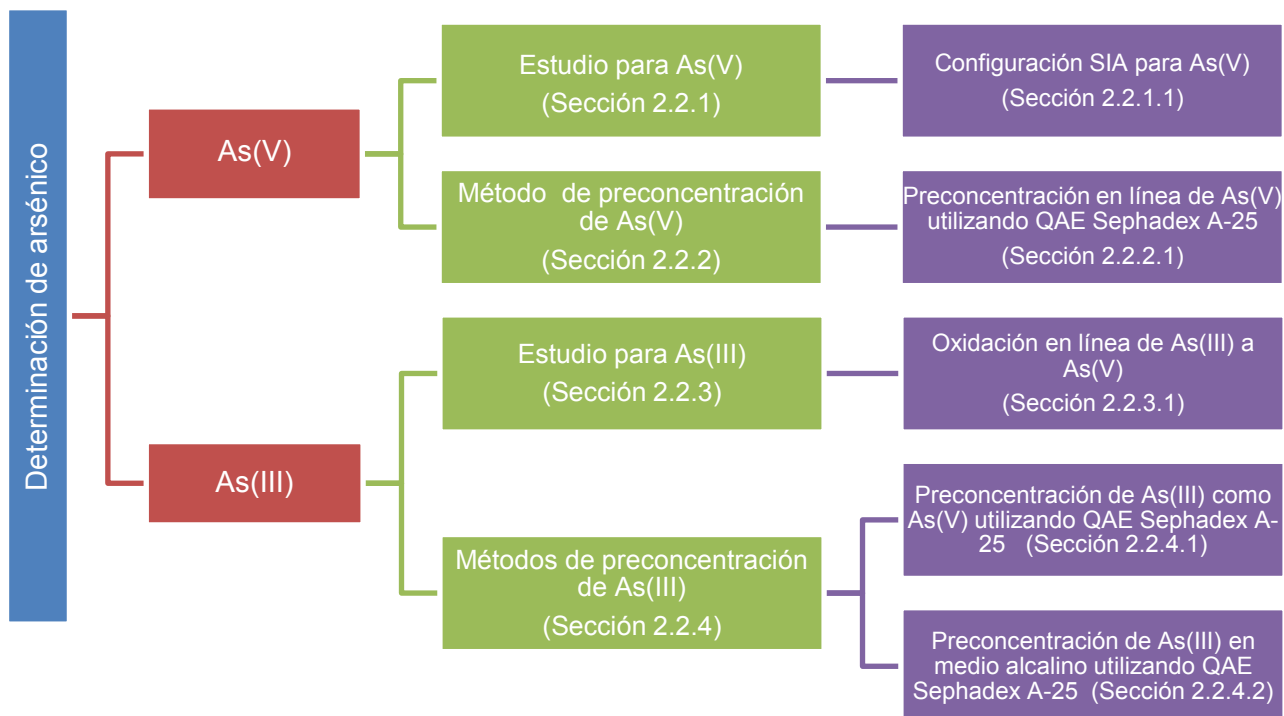 Determinación de arsénico
As(V)
Estudio para As(V)
(Sección 2.2.1)
Configuración SIA para As(V)
(Sección 2.2.1.1)
Método de preconcentración
de As(V)
(Sección 2.2.2)
Preconcentración en línea de As(V)
utilizando QAE Sephadex A-25
(Sección 2.2.2.1)
As(III)
Estudio para As(III)
(Sección 2.2.3)
Oxidación en línea de As(III) a
As(V)
(Sección 2.2.3.1)
Métodos de preconcentración
de As(III)
(Sección 2.2.4)
Preconcentración de As(III) como
As(V) utilizando QAE Sephadex A-
25 (Sección 2.2.4.1)
Preconcentración de As(III) en
medio alcalino utilizando QAE
Sephadex A-25 (Sección 2.2.4.2)